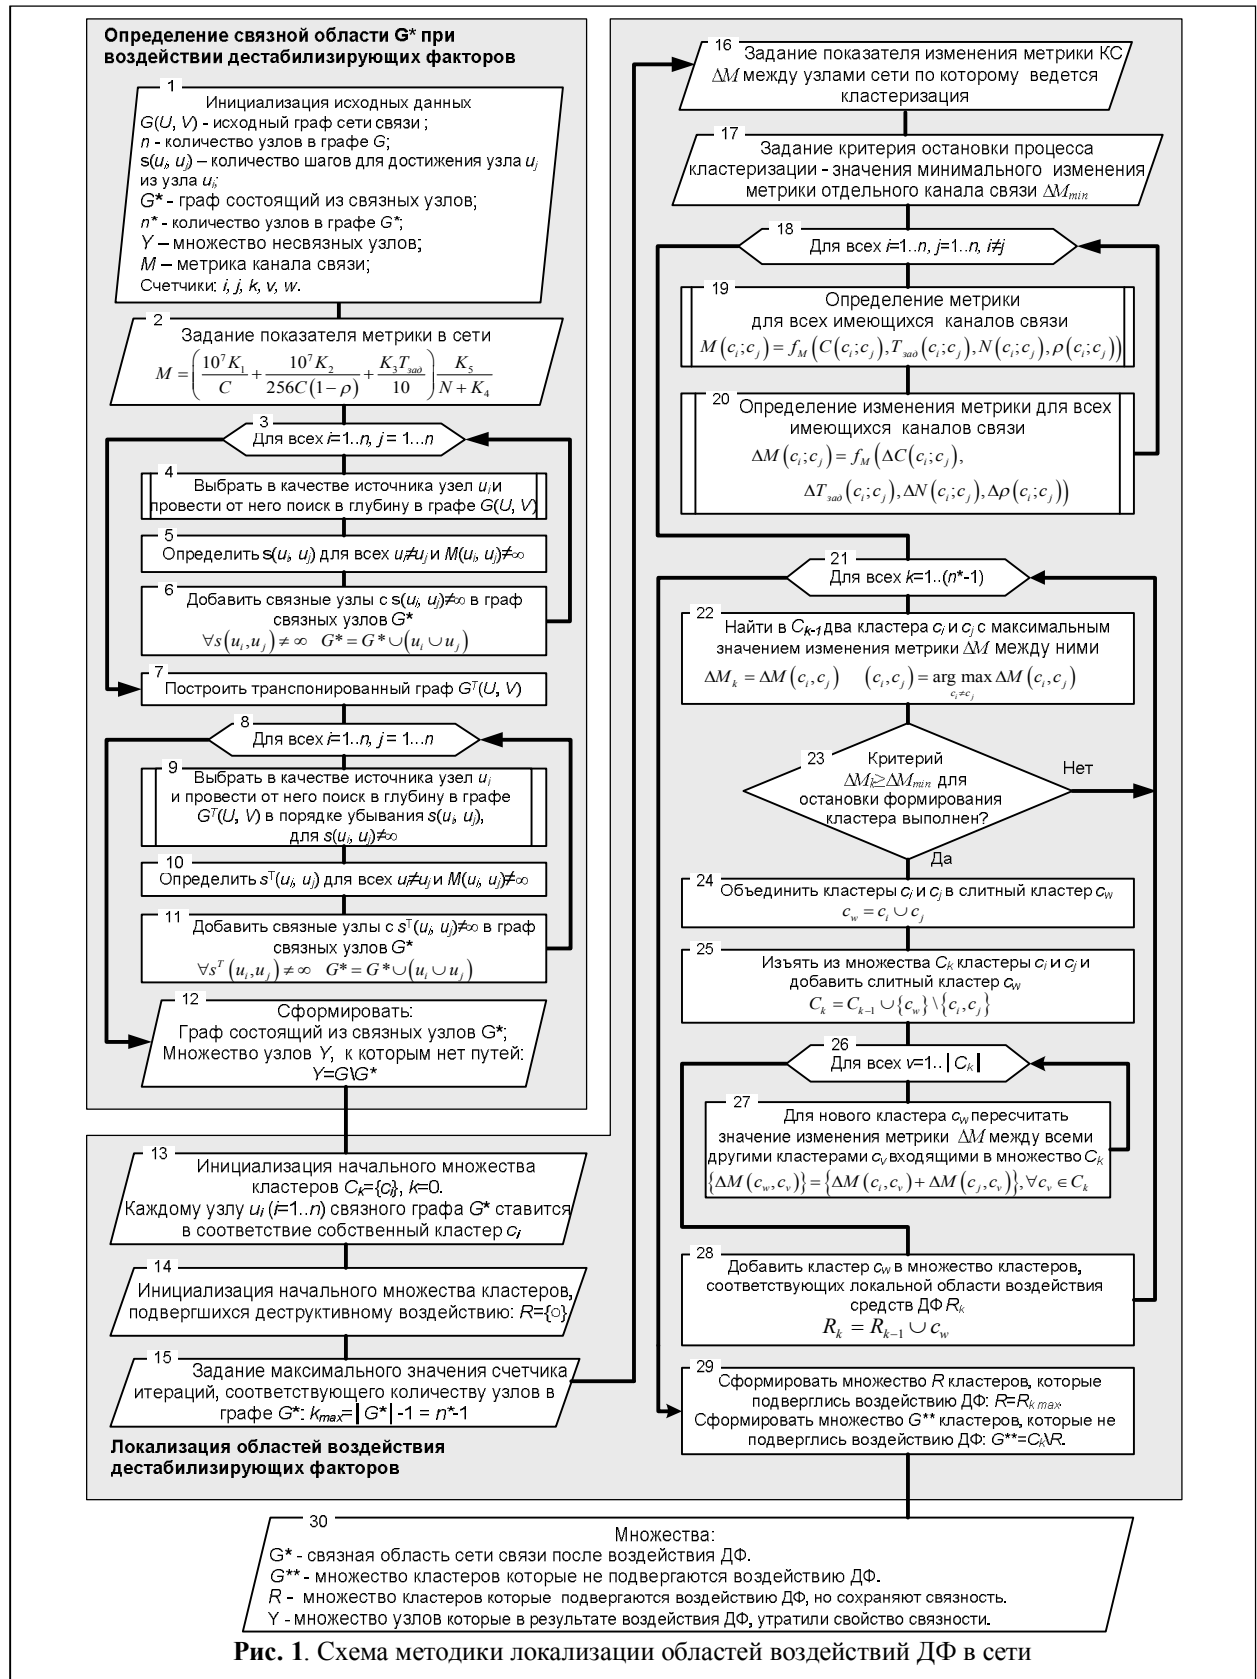 Определение связной области G* при
воздействии дестабилизирующих факторов
1
Инициализация исходных данных
G(U, V) - исходный граф сети связи ;
n - количество узлов в графе G;
s(uᵢ, uⱼ) – количество шагов для достижения узла uⱼ
из узла uᵢ;
G* - граф состоящий из связных узлов;
n* - количество узлов в графе G*;
Y – множество несвязных узлов;
M – метрика канала связи;
Счетчики: i, j, k, v, w.
2
Задание показателя метрики в сети
M = (10⁷K₁/C + 10⁷K₂/256C(1−ρ) + K₃T_зад/10) K₅/(N+K₄)
3
Для всех i=1..n, j = 1...n
4
Выбрать в качестве источника узел uᵢ и
провести от него поиск в глубину в графе G(U, V)
5
Определить s(uᵢ, uⱼ) для всех uᵢ≠uⱼ и M(uᵢ, uⱼ)≠∞
6
Добавить связные узлы с s(uᵢ, uⱼ)≠∞ в граф
связных узлов G*
∀s(uᵢ,uⱼ) ≠ ∞ G* = G* ∪ (uᵢ ∪ uⱼ)
7
Построить транспонированный граф Gᵀ(U, V)
8
Для всех i=1..n, j = 1...n
9
Выбрать в качестве источника узел uᵢ
и провести от него поиск в глубину в графе
Gᵀ(U, V) в порядке убывания s(uᵢ, uⱼ),
для s(uᵢ, uⱼ)≠∞
10
Определить sᵀ(uᵢ, uⱼ) для всех uᵢ≠uⱼ и M(uᵢ, uⱼ)≠∞
11
Добавить связные узлы с sᵀ(uᵢ, uⱼ)≠∞ в граф
связных узлов G*
∀sᵀ(uᵢ,uⱼ) ≠ ∞ G* = G* ∪ (uᵢ ∪ uⱼ)
12
Сформировать:
Граф состоящий из связных узлов G*;
Множество узлов Y, к которым нет путей:
Y=G\G*
13
Инициализация начального множества
кластеров Cₖ={cᵢ}, k=0.
Каждому узлу uᵢ (i=1..n) связного графа G* ставится
в соответствие собственный кластер cᵢ
14
Инициализация начального множества кластеров,
подвергшихся деструктивному воздействию: R={○}
15
Задание максимального значения счетчика
итераций, соответствующего количеству узлов в
графе G*: k_max=|G*|-1 = n*-1
Локализация областей воздействия
дестабилизирующих факторов
16
Задание показателя изменения метрики КС
ΔM между узлами сети по которому ведется
кластеризация
17
Задание критерия остановки процесса
кластеризации - значения минимального изменения
метрики отдельного канала связи ΔM_min
18
Для всех i=1..n, j=1..n, i≠j
19
Определение метрики
для всех имеющихся каналов связи
M(cᵢ;cⱼ) = f_M(C(cᵢ;cⱼ),T_зад(cᵢ;cⱼ),N(cᵢ;cⱼ),ρ(cᵢ;cⱼ))
20
Определение изменения метрики для всех
имеющихся каналов связи
ΔM(cᵢ;cⱼ) = f_M(ΔC(cᵢ;cⱼ),
ΔT_зад(cᵢ;cⱼ),ΔN(cᵢ;cⱼ),Δρ(cᵢ;cⱼ))
21
Для всех k=1..(n*-1)
22
Найти в Cₖ₋₁ два кластера cᵢ и cⱼ с максимальным
значением изменения метрики ΔM между ними
ΔMₖ = ΔM(cᵢ,cⱼ) (cᵢ,cⱼ) = arg max ΔM(cᵢ,cⱼ)
cᵢ≠cⱼ
23
Критерий
ΔMₖ≥ΔM_min для
остановки формирования
кластера выполнен?
Нет
Да
24
Объединить кластеры cᵢ и cⱼ в слитный кластер c_w
c_w = cᵢ ∪ cⱼ
25
Изъять из множества Cₖ кластеры cᵢ и cⱼ и
добавить слитный кластер c_w
Cₖ = Cₖ₋₁ ∪ {c_w} \ {cᵢ,cⱼ}
26
Для всех v=1..|Cₖ|
27
Для нового кластера c_w пересчитать
значение изменения метрики ΔM между всеми
другими кластерами cᵥ входящими в множество Cₖ
{ΔM(c_w,cᵥ)} = {ΔM(cᵢ,cᵥ) + ΔM(cⱼ,cᵥ)},∀cᵥ ∈ Cₖ
28
Добавить кластер c_w в множество кластеров,
соответствующих локальной области воздействия
средств ДФ Rₖ
Rₖ = Rₖ₋₁ ∪ c_w
29
Сформировать множество R кластеров, которые
подверглись воздействию ДФ: R=R_k max.
Сформировать множество G** кластеров, которые не
подверглись воздействию ДФ: G**=Cₖ\R.
30
Множества:
G* - связная область сети связи после воздействия ДФ.
G** - множество кластеров которые не подвергаются воздействию ДФ.
R - множество кластеров которые подвергаются воздействию ДФ, но сохраняют связность.
Y - множество узлов которые в результате воздействия ДФ, утратили свойство связности.
Рис. 1. Схема методики локализации областей воздействий ДФ в сети